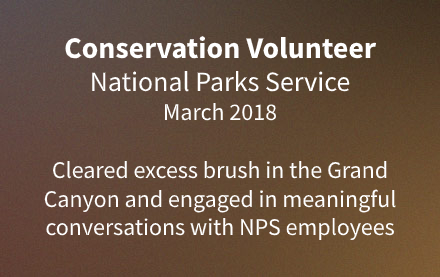 Conservation Volunteer
National Parks Service
March 2018
Cleared excess brush in the Grand
Canyon and engaged in meaningful
conversations with NPS employees